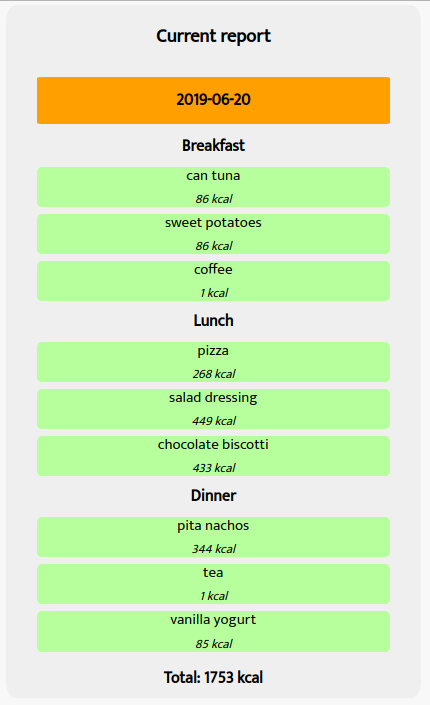 Current report
2019-06-20
Breakfast
can tuna
86 kcal
sweet potatoes
86 kcal
coffee
1 kcal
Lunch
pizza
268 kcal
salad dressing
449 kcal
chocolate biscotti
433 kcal
Dinner
pita nachos
344 kcal
tea
1 kcal
vanilla yogurt
85 kcal
Total: 1753 kcal